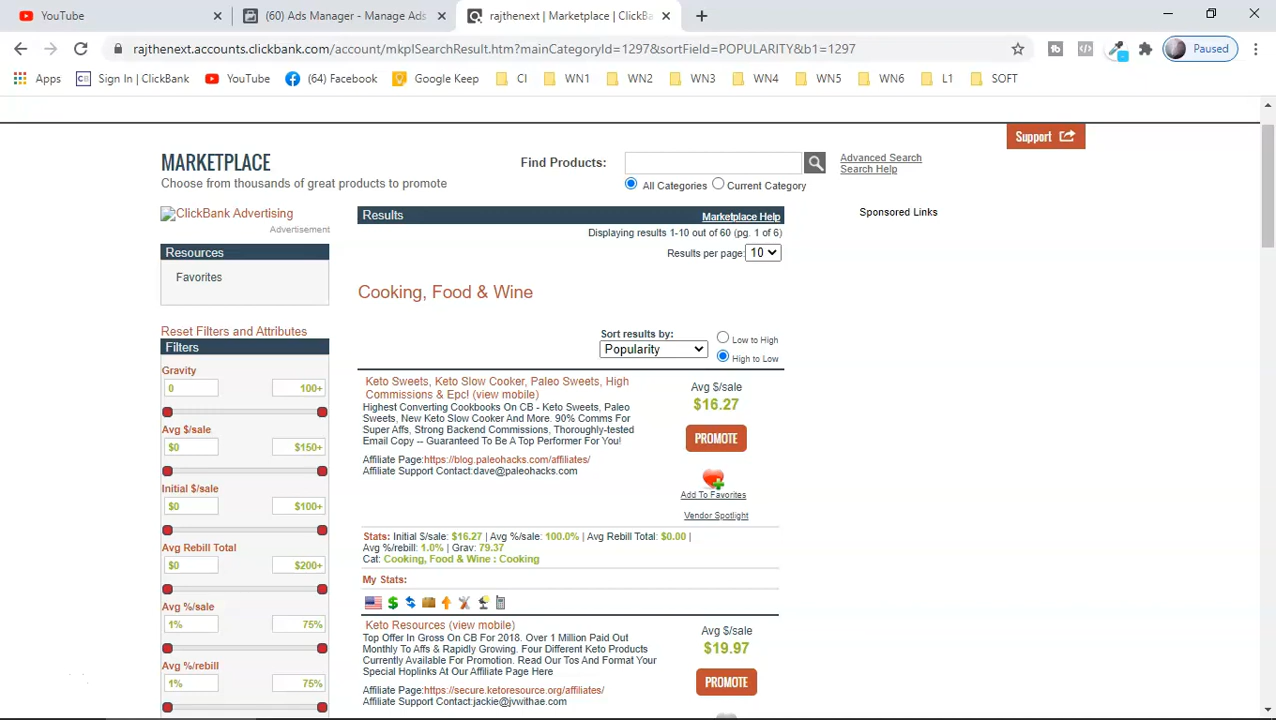 YouTube
(60) Ads Manager - Manage Ads
rajthenext | Marketplace | ClickBa
Paused
rajthenext.accounts.clickbank.com/account/mkplSearchResult.htm?mainCategoryId=1297&sortField=POPULARITY&b1=1297
Apps
CB Sign In | ClickBank
YouTube
(64) Facebook
Google Keep
CI
WN1
WN2
WN3
WN4
WN5
WN6
L1
SOFT
Support
MARKETPLACE
Choose from thousands of great products to promote
Find Products:
Advanced Search
Search Help
All Categories Current Category
ClickBank Advertising
Advertisement
Resources
Favorites
Reset Filters and Attributes
Filters
Gravity
0 100+
Avg $/sale
$0 $150+
Initial $/sale
$0 $100+
Avg Rebill Total
$0 $200+
Avg %/sale
1% 75%
Avg %/rebill
1% 75%
Results Marketplace Help
Displaying results 1-10 out of 60 (pg. 1 of 6)
Results per page: 10
Cooking, Food & Wine
Sort results by:
Popularity
Low to High
High to Low
Keto Sweets, Keto Slow Cooker, Paleo Sweets, High
Commissions & Epc! (view mobile)
Highest Converting Cookbooks On CB - Keto Sweets, Paleo
Sweets, New Keto Slow Cooker And More. 90% Comms For
Super Affs, Strong Backend Commissions, Thoroughly-tested
Email Copy -- Guaranteed To Be A Top Performer For You!
Affiliate Page:https://blog.paleohacks.com/affiliates/
Affiliate Support Contact:dave@paleohacks.com
Avg $/sale
$16.27
PROMOTE
Add To Favorites
Vendor Spotlight
Stats: Initial $/sale: $16.27 | Avg %/sale: 100.0% | Avg Rebill Total: $0.00 |
Avg %/rebill: 1.0% | Grav: 79.37
Cat: Cooking, Food & Wine : Cooking
My Stats:
Keto Resources (view mobile)
Top Offer In Gross On CB For 2018. Over 1 Million Paid Out
Monthly To Affs & Rapidly Growing. Four Different Keto Products
Currently Available For Promotion. Read Our Tos And Format Your
Special Hoplinks At Our Affiliate Page Here
Affiliate Page:https://secure.ketoresource.org/affiliates/
Affiliate Support Contact:jackie@jvwithae.com
Avg $/sale
$19.97
PROMOTE
Sponsored Links